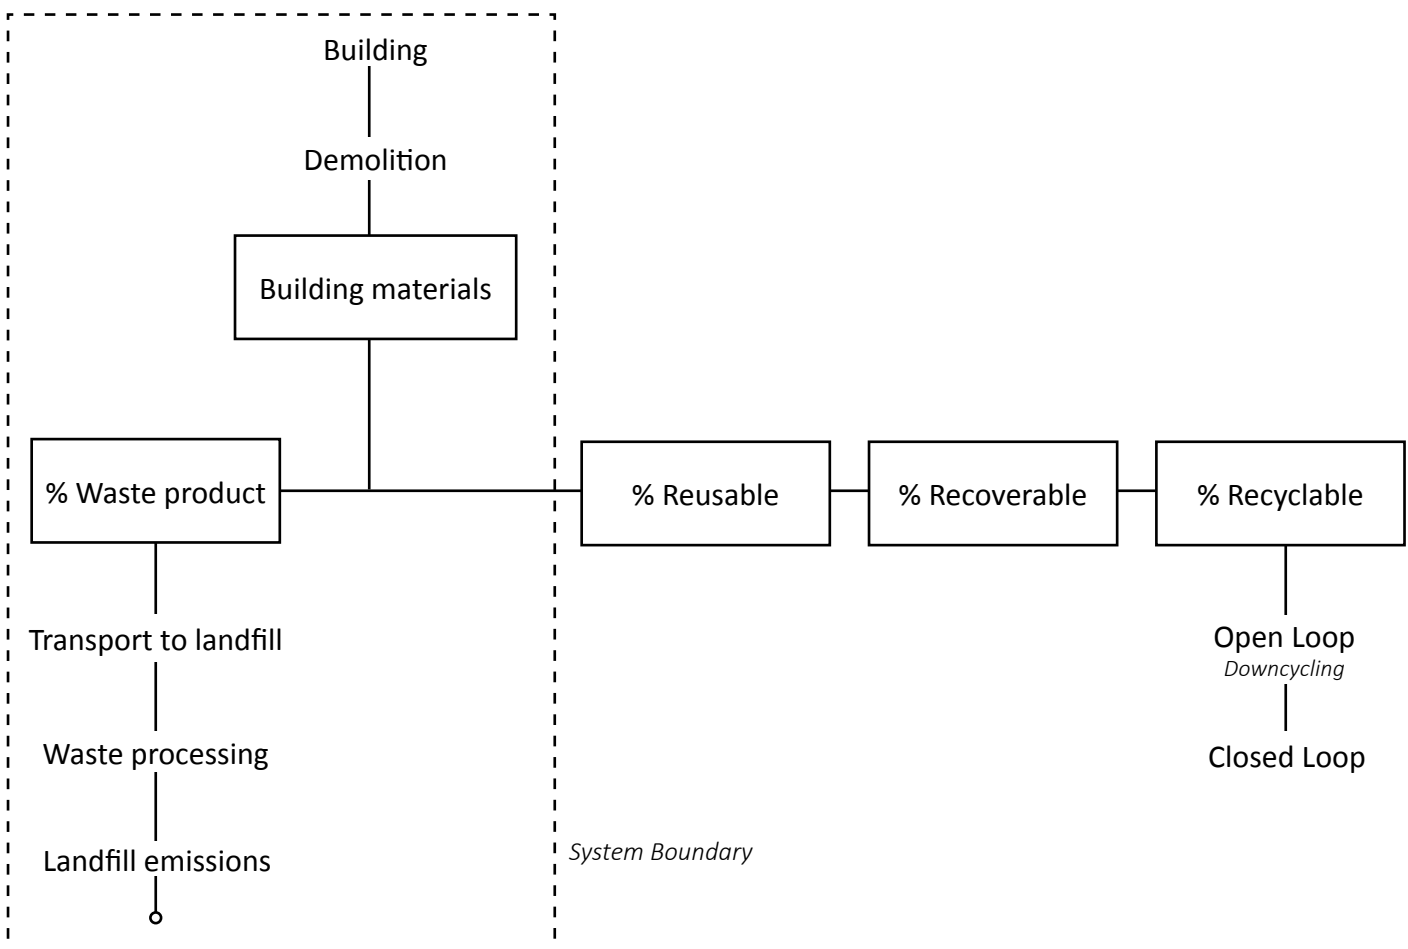 Building
Demolition
Building materials
% Waste product
% Reusable
% Recoverable
% Recyclable
Transport to landfill
Open Loop
Downcycling
Waste processing
Closed Loop
Landfill emissions
System Boundary